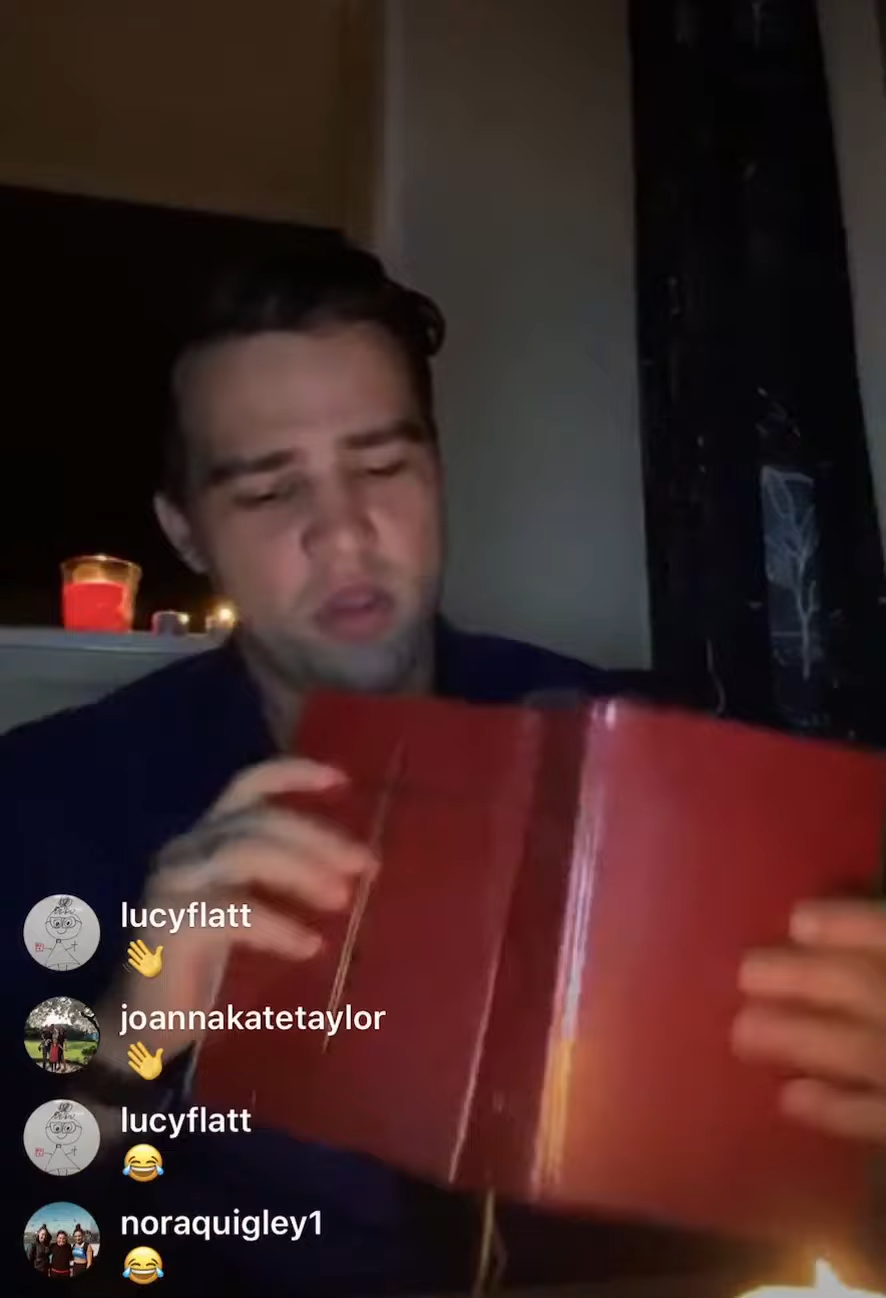 lucyflatt
👋
joannakatetaylor
👋
lucyflatt
😂
noraquigley1
😂